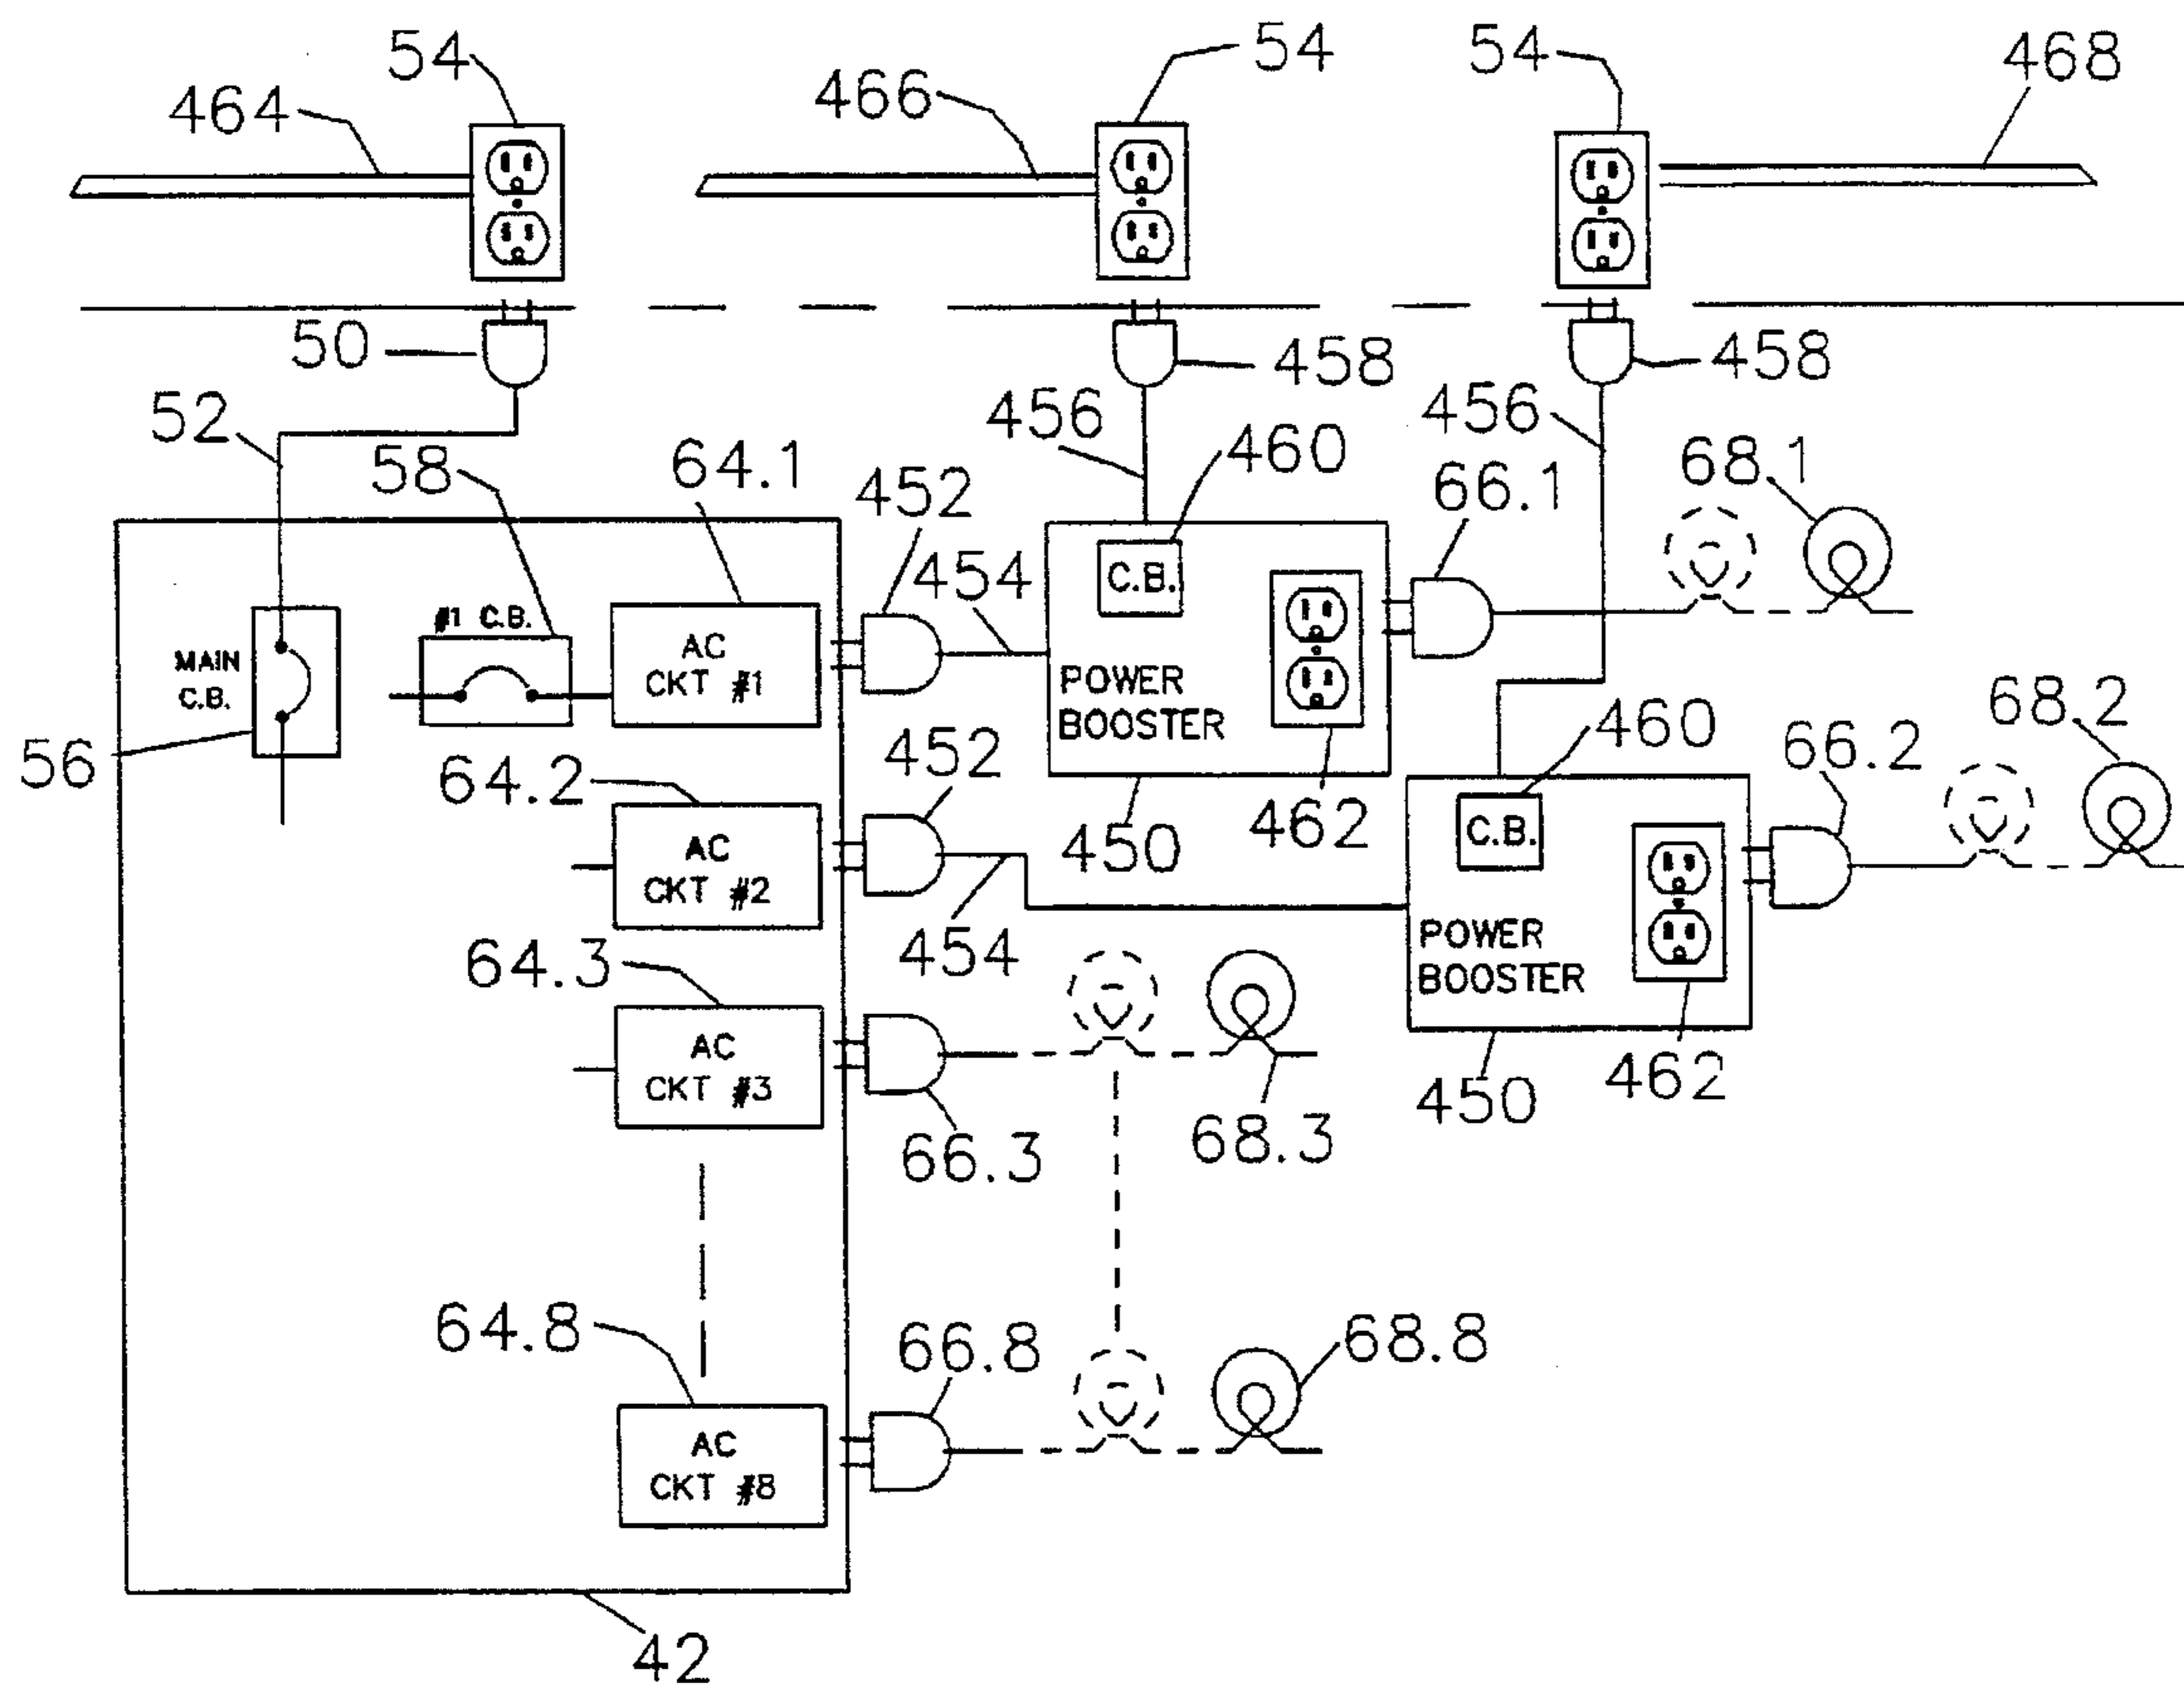 54
54
54
468
464
466
50
458
458
52
456
456
58
64.1
452
460
66.1
68.1
454
C.B.
#1 C.B.
MAIN
C.B.
AC
CKT #1
POWER
BOOSTER
56
64.2
452
450
462
460
66.2
68.2
AC
CKT #2
C.B.
64.3
454
POWER
BOOSTER
AC
CKT #3
450
462
66.3
68.3
64.8
66.8
68.8
AC
CKT #8
42